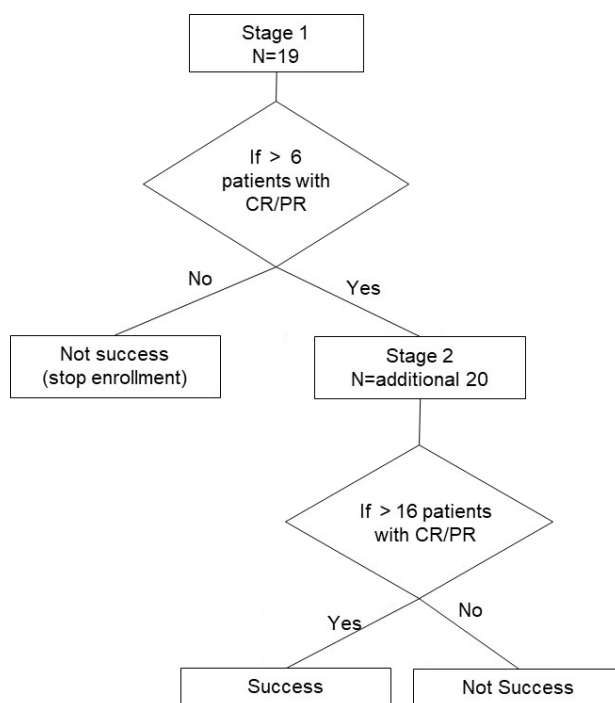 Stage 1
N=19
If > 6
patients with
CR/PR
No
Yes
Not success
(stop enrollment)
Stage 2
N=additional 20
If > 16 patients
with CR/PR
Yes
No
Success
Not Success